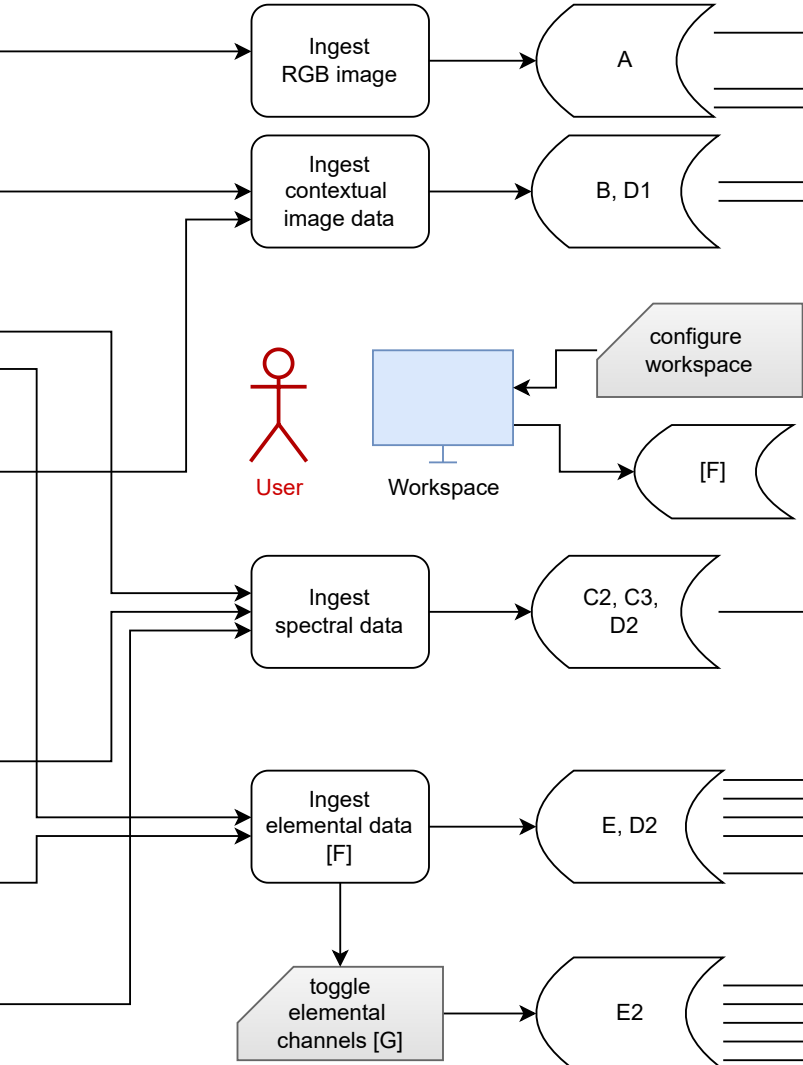 Ingest
RGB image
A
Ingest
contextual
image data
B, D1
configure
workspace
User
Workspace
[F]
Ingest
spectral data
C2, C3,
D2
Ingest
elemental data
[F]
E, D2
toggle
elemental
channels [G]
E2